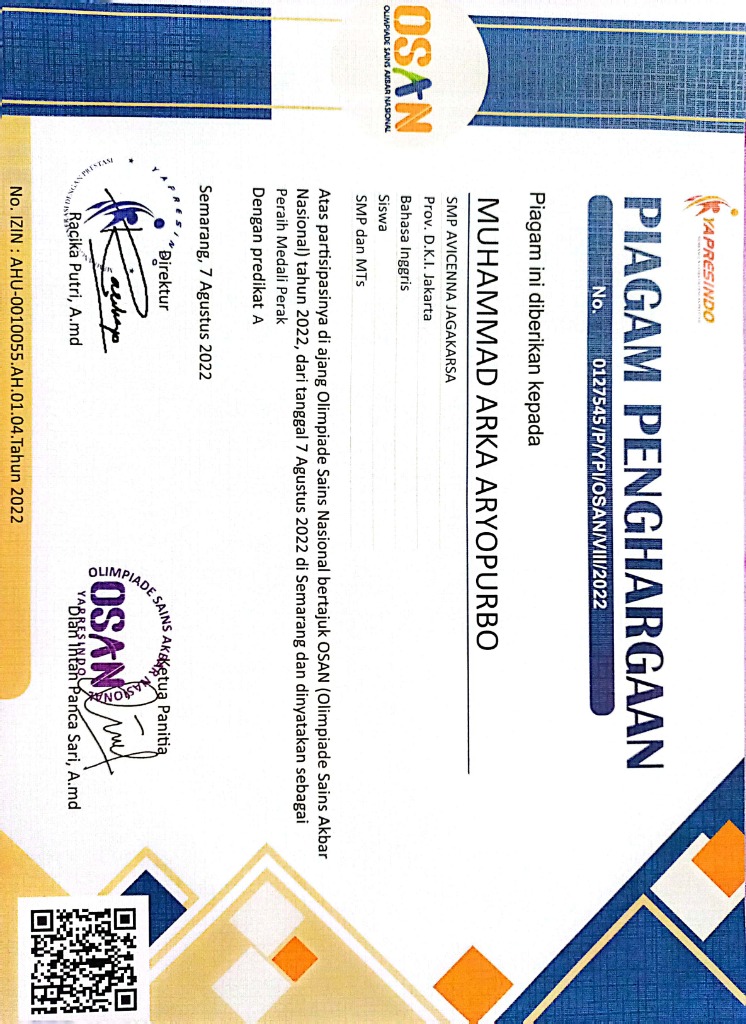 OSAN
OLIMPIADE SAINS AKBAR NASIONAL
YAPRESINDO
PIAGAM PENGHARGAAN
No. 0127545/P/YPI/OSAN/VIII/2022
Piagam ini diberikan kepada
MUHAMMAD ARKA ARYOPURBO
SMP AVICENNA JAGAKARSA
Prov. D.K.I. Jakarta
Bahasa Inggris
Siswa
SMP dan MTs
Atas partisipasinya di ajang Olimpiade Sains Nasional bertajuk OSAN (Olimpiade Sains Akbar
Nasional) tahun 2022, dari tanggal 7 Agustus 2022 di Semarang dan dinyatakan sebagai
Peraih Medali Perak
Dengan predikat A
Semarang, 7 Agustus 2022
Direktur
YAPRESINDO
Racika Putri, A.md
Ketua Panitia
OLIMPIADE SAINS AKBAR NASIONAL
OSAN
YAPRESINDO
Dian Intan Panca Sari, A.md
No. IZIN : AHU-0010055.AH.01.04.Tahun 2022